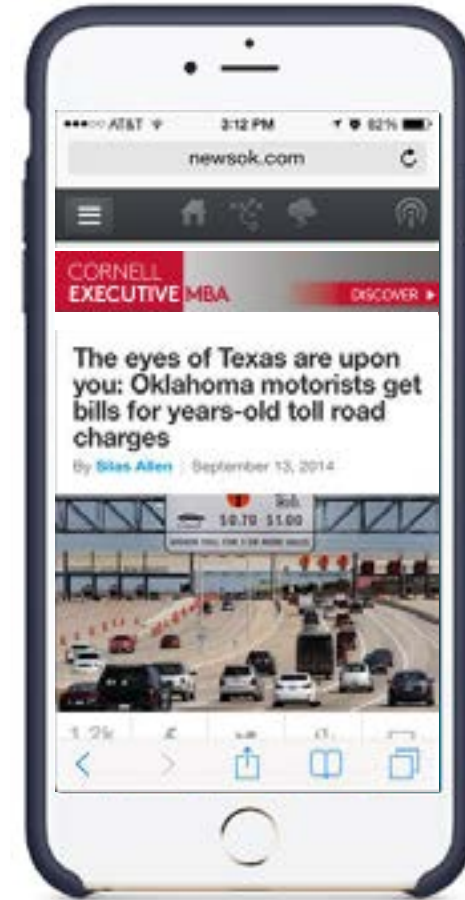 AT&T 3:12 PM 82%
newsok.com
CORNELL
EXECUTIVE MBA
DISCOVER
The eyes of Texas are upon
you: Oklahoma motorists get
bills for years-old toll road
charges
By Silas Allen | September 13, 2014
$0.70 $1.00
1.2k